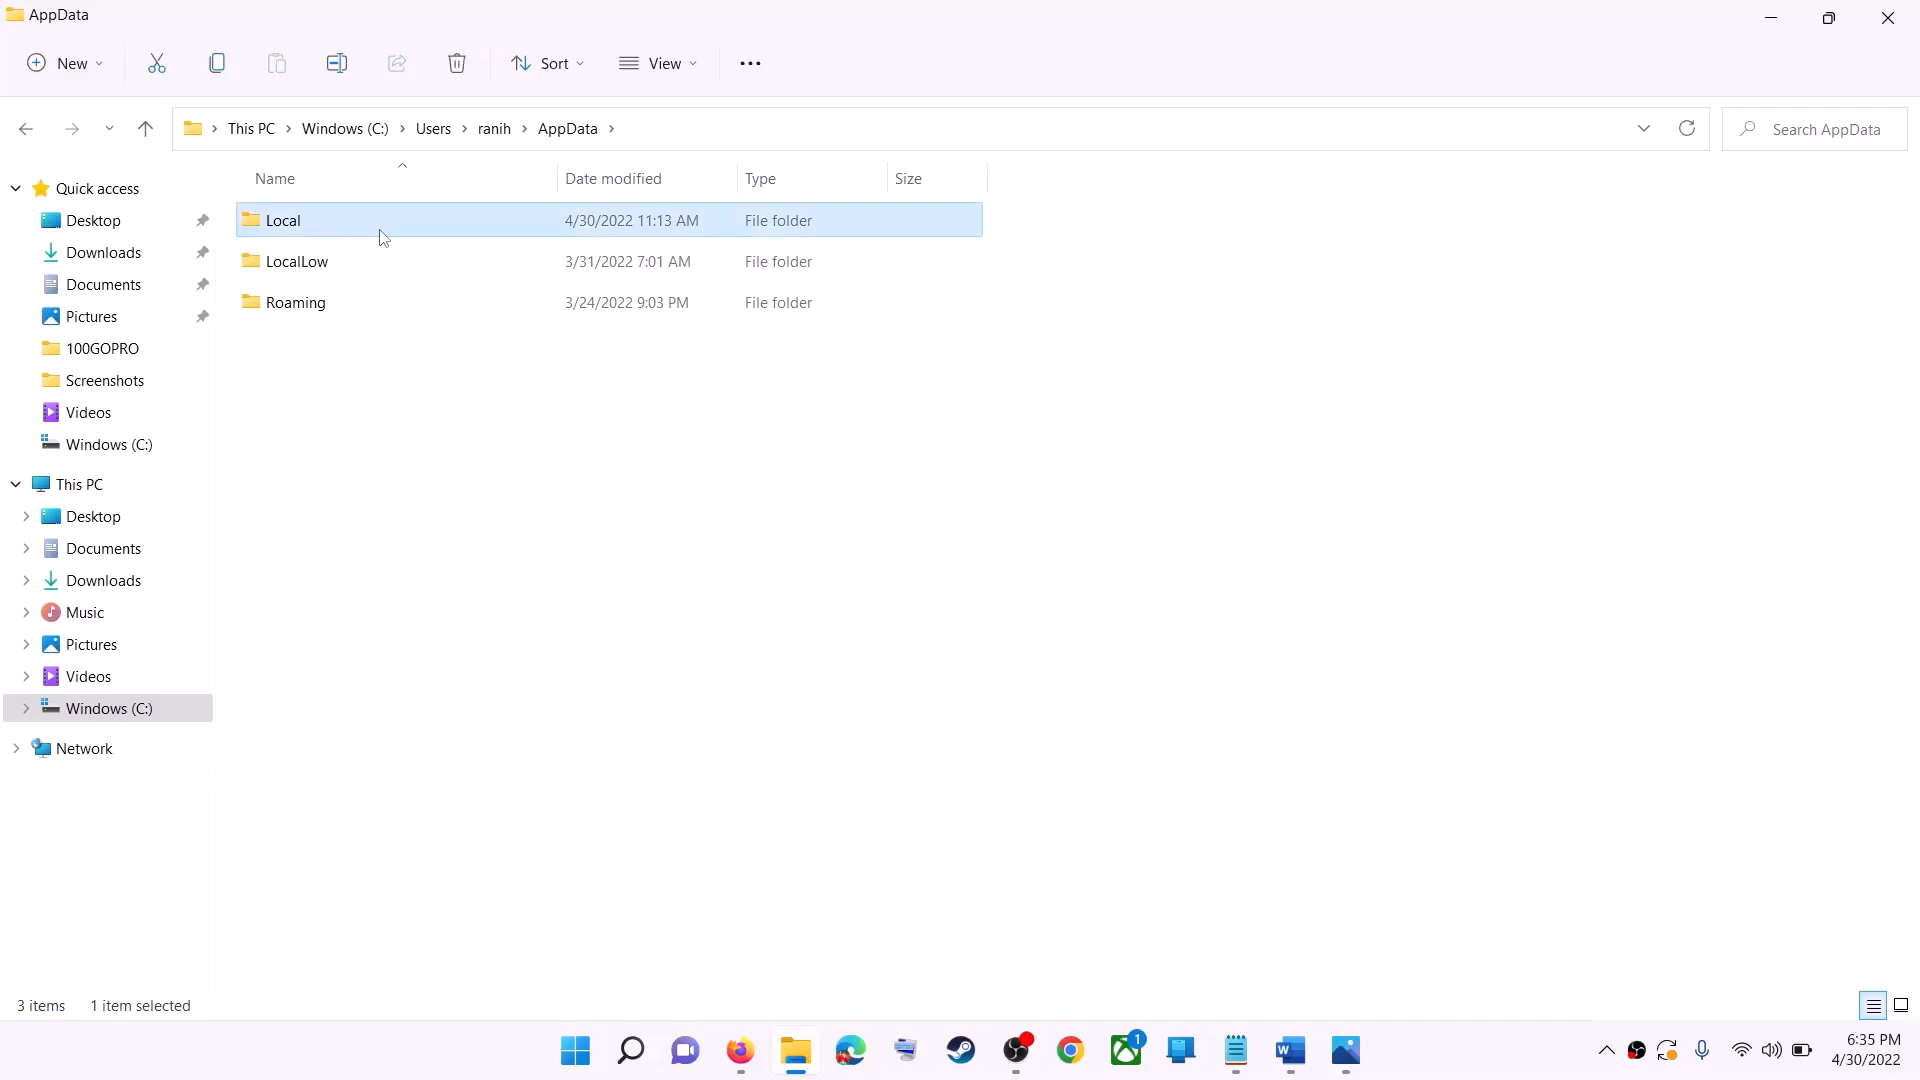 AppData
New
Sort
View
This PC
Windows (C:)
Users
ranih
AppData
Search AppData
Name
Date modified
Type
Size
Local 4/30/2022 11:13 AM File folder
LocalLow 3/31/2022 7:01 AM File folder
Roaming 3/24/2022 9:03 PM File folder
Quick access
Desktop
Downloads
Documents
Pictures
100GOPRO
Screenshots
Videos
Windows (C:)
This PC
Desktop
Documents
Downloads
Music
Pictures
Videos
Windows (C:)
Network
3 items 1 item selected
1
W
6:35 PM
4/30/2022